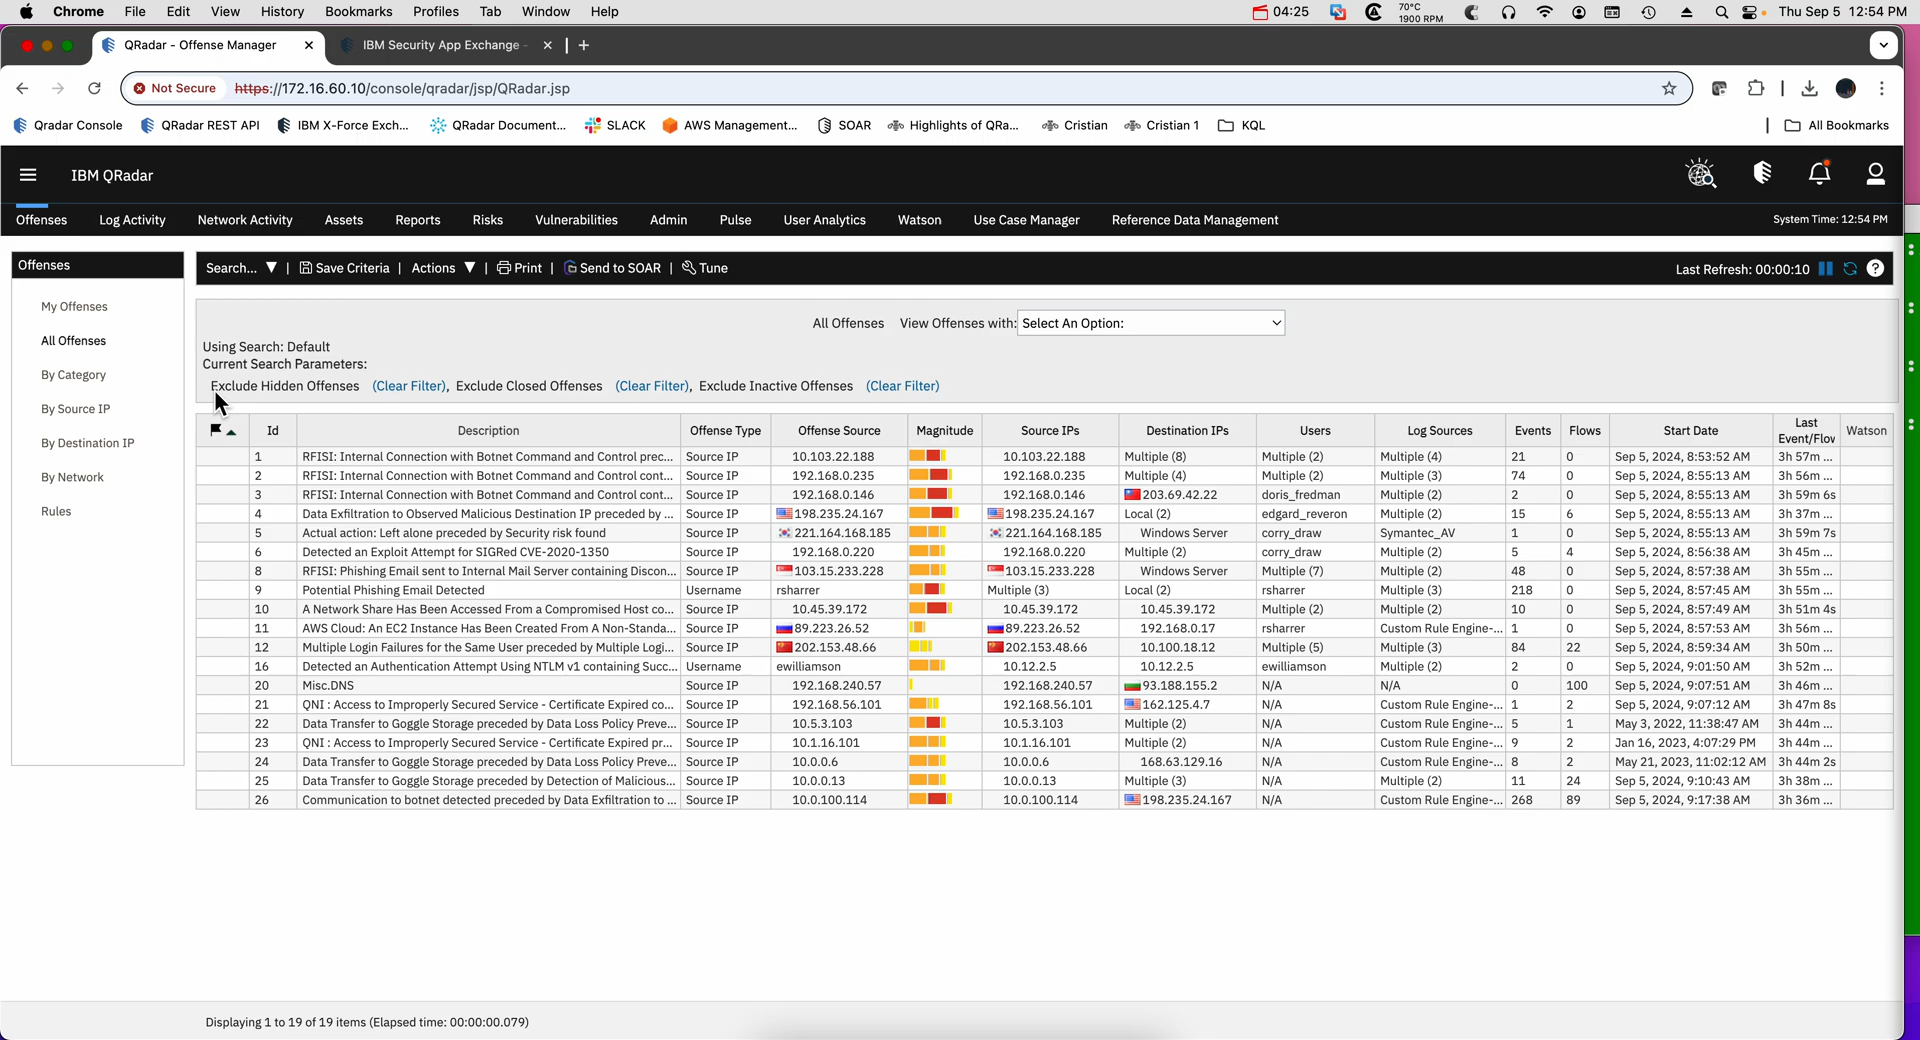 Chrome File Edit View History Bookmarks Profiles Tab Window Help 04:25 70°C 1900 RPM Thu Sep 5 12:54 PM
QRadar - Offense Manager IBM Security App Exchange -
Not Secure https://172.16.60.10/console/qradar/jsp/QRadar.jsp
Qradar Console QRadar REST API IBM X-Force Exch... QRadar Document... SLACK AWS Management... SOAR Highlights of QRa... Cristian Cristian 1 KQL All Bookmarks
IBM QRadar
Offenses Log Activity Network Activity Assets Reports Risks Vulnerabilities Admin Pulse User Analytics Watson Use Case Manager Reference Data Management System Time: 12:54 PM
Offenses
My Offenses
All Offenses
By Category
By Source IP
By Destination IP
By Network
Rules
Search... ▼ | Save Criteria | Actions ▼ | Print | Send to SOAR | Tune Last Refresh: 00:00:10
All Offenses View Offenses with: Select An Option:
Using Search: Default
Current Search Parameters:
Exclude Hidden Offenses (Clear Filter), Exclude Closed Offenses (Clear Filter), Exclude Inactive Offenses (Clear Filter)
Id Description Offense Type Offense Source Magnitude Source IPs Destination IPs Users Log Sources Events Flows Start Date Last Event/Flow Watson
1 RFISI: Internal Connection with Botnet Command and Control prec... Source IP 10.103.22.188 10.103.22.188 Multiple (8) Multiple (2) Multiple (4) 21 0 Sep 5, 2024, 8:53:52 AM 3h 57m ...
2 RFISI: Internal Connection with Botnet Command and Control cont... Source IP 192.168.0.235 192.168.0.235 Multiple (4) Multiple (2) Multiple (3) 74 0 Sep 5, 2024, 8:55:13 AM 3h 56m ...
3 RFISI: Internal Connection with Botnet Command and Control cont... Source IP 192.168.0.146 192.168.0.146 203.69.42.22 doris_fredman Multiple (2) 2 0 Sep 5, 2024, 8:55:13 AM 3h 59m 6s
4 Data Exfiltration to Observed Malicious Destination IP preceded by ... Source IP 198.235.24.167 198.235.24.167 Local (2) edgard_reveron Multiple (2) 15 6 Sep 5, 2024, 8:55:13 AM 3h 37m ...
5 Actual action: Left alone preceded by Security risk found Source IP 221.164.168.185 221.164.168.185 Windows Server corry_draw Symantec_AV 1 0 Sep 5, 2024, 8:55:13 AM 3h 59m 7s
6 Detected an Exploit Attempt for SIGRed CVE-2020-1350 Source IP 192.168.0.220 192.168.0.220 Multiple (2) corry_draw Multiple (2) 5 4 Sep 5, 2024, 8:56:38 AM 3h 45m ...
8 RFISI: Phishing Email sent to Internal Mail Server containing Discon... Source IP 103.15.233.228 103.15.233.228 Windows Server Multiple (7) Multiple (2) 48 0 Sep 5, 2024, 8:57:38 AM 3h 55m ...
9 Potential Phishing Email Detected Username rsharrer Multiple (3) Local (2) rsharrer Multiple (3) 218 0 Sep 5, 2024, 8:57:45 AM 3h 55m ...
10 A Network Share Has Been Accessed From a Compromised Host co... Source IP 10.45.39.172 10.45.39.172 10.45.39.172 Multiple (2) Multiple (2) 10 0 Sep 5, 2024, 8:57:49 AM 3h 51m 4s
11 AWS Cloud: An EC2 Instance Has Been Created From A Non-Standa... Source IP 89.223.26.52 89.223.26.52 192.168.0.17 rsharrer Custom Rule Engine-... 1 0 Sep 5, 2024, 8:57:53 AM 3h 56m ...
12 Multiple Login Failures for the Same User preceded by Multiple Logi... Source IP 202.153.48.66 202.153.48.66 10.100.18.12 Multiple (5) Multiple (3) 84 22 Sep 5, 2024, 8:59:34 AM 3h 50m ...
16 Detected an Authentication Attempt Using NTLM v1 containing Succ... Username ewilliamson 10.12.2.5 10.12.2.5 ewilliamson Multiple (2) 2 0 Sep 5, 2024, 9:01:50 AM 3h 52m ...
20 Misc.DNS Source IP 192.168.240.57 192.168.240.57 93.188.155.2 N/A N/A 0 100 Sep 5, 2024, 9:07:51 AM 3h 46m ...
21 QNI : Access to Improperly Secured Service - Certificate Expired co... Source IP 192.168.56.101 192.168.56.101 162.125.4.7 N/A Custom Rule Engine-... 1 2 Sep 5, 2024, 9:07:12 AM 3h 47m 8s
22 Data Transfer to Goggle Storage preceded by Data Loss Policy Preve... Source IP 10.5.3.103 10.5.3.103 Multiple (2) N/A Custom Rule Engine-... 5 1 May 3, 2022, 11:38:47 AM 3h 44m ...
23 QNI : Access to Improperly Secured Service - Certificate Expired pr... Source IP 10.1.16.101 10.1.16.101 Multiple (2) N/A Custom Rule Engine-... 9 2 Jan 16, 2023, 4:07:29 PM 3h 44m ...
24 Data Transfer to Goggle Storage preceded by Data Loss Policy Preve... Source IP 10.0.0.6 10.0.0.6 168.63.129.16 N/A Custom Rule Engine-... 8 2 May 21, 2023, 11:02:12 AM 3h 44m 2s
25 Data Transfer to Goggle Storage preceded by Detection of Malicious... Source IP 10.0.0.13 10.0.0.13 Multiple (3) N/A Multiple (2) 11 24 Sep 5, 2024, 9:10:43 AM 3h 38m ...
26 Communication to botnet detected preceded by Data Exfiltration to ... Source IP 10.0.100.114 10.0.100.114 198.235.24.167 N/A Custom Rule Engine-... 268 89 Sep 5, 2024, 9:17:38 AM 3h 36m ...
Displaying 1 to 19 of 19 items (Elapsed time: 00:00:00.079)